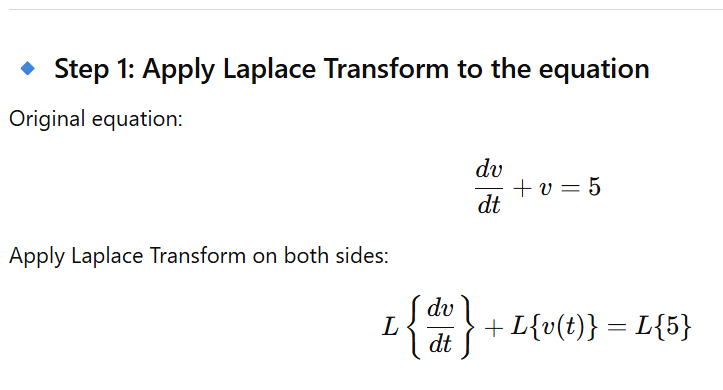 Step 1: Apply Laplace Transform to the equation
Original equation:
dv/dt + v = 5
Apply Laplace Transform on both sides:
L{dv/dt} + L{v(t)} = L{5}